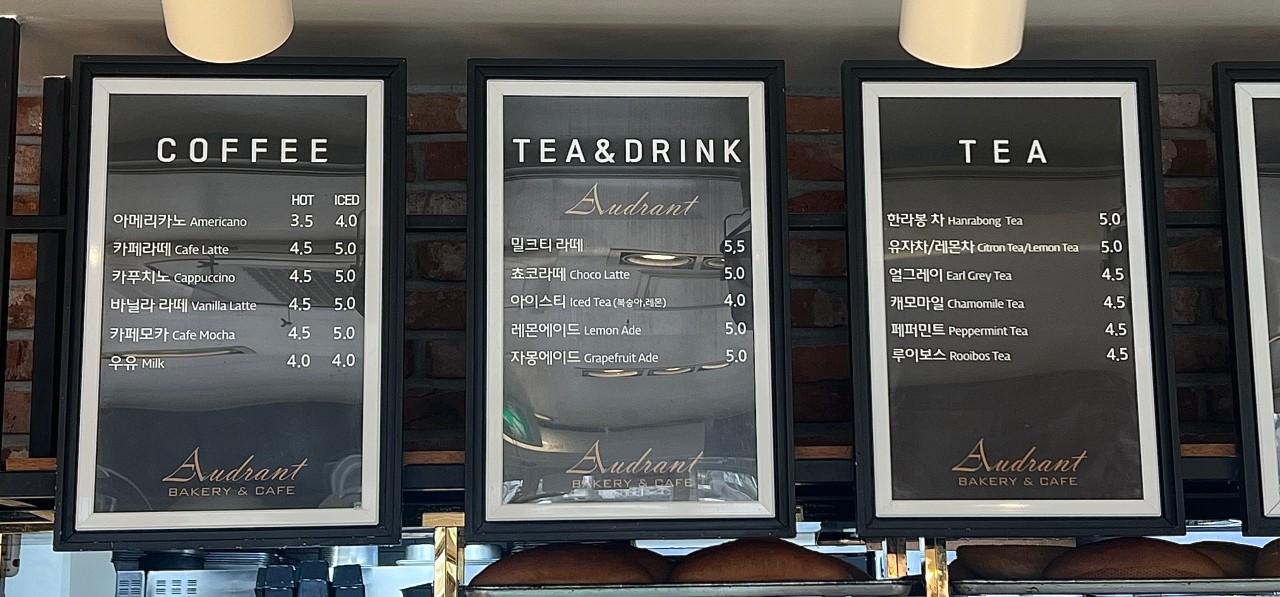 COFFEE
HOT ICED
아메리카노 Americano 3.5 4.0
카페라떼 Cafe Latte 4.5 5.0
카푸치노 Cappuccino 4.5 5.0
바닐라 라떼 Vanilla Latte 4.5 5.0
카페모카 Cafe Mocha 4.5 5.0
우유 Milk 4.0 4.0
Audrant
BAKERY & CAFE
TEA&DRINK
Audrant
밀크티 라떼 5,5
쵸코라떼 Choco Latte 5.0
아이스티 Iced Tea (복숭아,레몬) 4.0
레몬에이드 Lemon Ade 5.0
자몽에이드 Grapefruit Ade 5.0
Audrant
BAKERY & CAFE
TEA
한라봉 차 Hanrabong Tea 5.0
유자차/레몬차 Citron Tea/Lemon Tea 5.0
얼그레이 Earl Grey Tea 4.5
캐모마일 Chamomile Tea 4.5
페퍼민트 Peppermint Tea 4.5
루이보스 Rooibos Tea 4.5
Audrant
BAKERY & CAFE